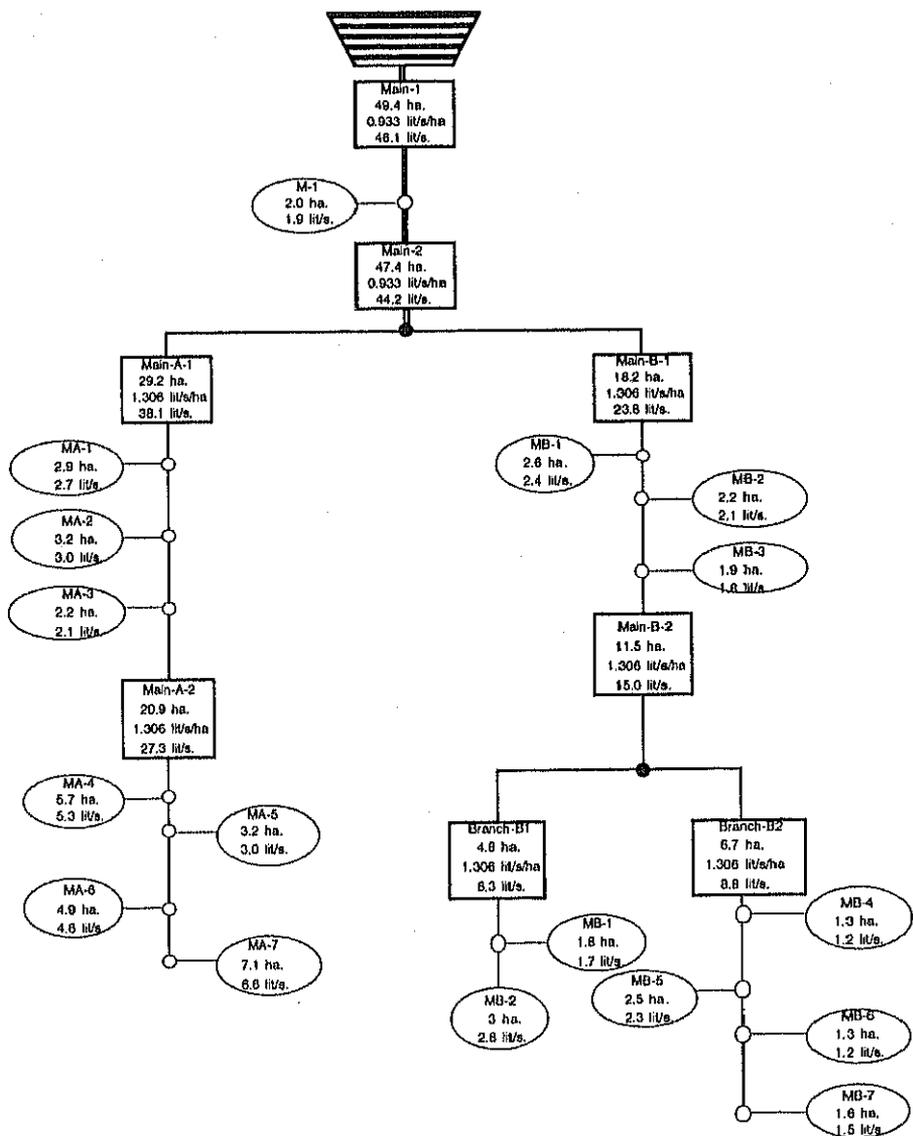 Main-1
49.4 ha.
0.933 lit/s/ha
46.1 lit/s.
M-1
2.0 ha.
1.9 lit/s.
Main-2
47.4 ha.
0.933 lit/s/ha
44.2 lit/s.
Main-A-1
29.2 ha.
1.306 lit/s/ha
38.1 lit/s.
Main-B-1
18.2 ha.
1.306 lit/s/ha
23.8 lit/s.
MA-1
2.9 ha.
2.7 lit/s.
MB-1
2.6 ha.
2.4 lit/s.
MB-2
2.2 ha.
2.1 lit/s.
MA-2
3.2 ha.
3.0 lit/s.
MB-3
1.9 ha.
1.8 lit/s.
MA-3
2.2 ha.
2.1 lit/s.
Main-B-2
11.5 ha.
1.306 lit/s/ha
15.0 lit/s.
Main-A-2
20.9 ha.
1.306 lit/s/ha
27.3 lit/s.
MA-4
5.7 ha.
5.3 lit/s.
MA-5
3.2 ha.
3.0 lit/s.
Branch-B1
4.8 ha.
1.306 lit/s/ha
6.3 lit/s.
Branch-B2
6.7 ha.
1.306 lit/s/ha
8.8 lit/s.
MA-6
4.9 ha.
4.6 lit/s
MB-4
1.3 ha.
1.2 lit/s.
MB-1
1.8 ha.
1.7 lit/s.
MA-7
7.1 ha.
6.6 lit/s.
MB-5
2.5 ha.
2.3 lit/s.
MB-2
3 ha.
2.8 lit/s.
MB-6
1.3 ha.
1.2 lit/s.
MB-7
1.6 ha.
1.5 lit/s.